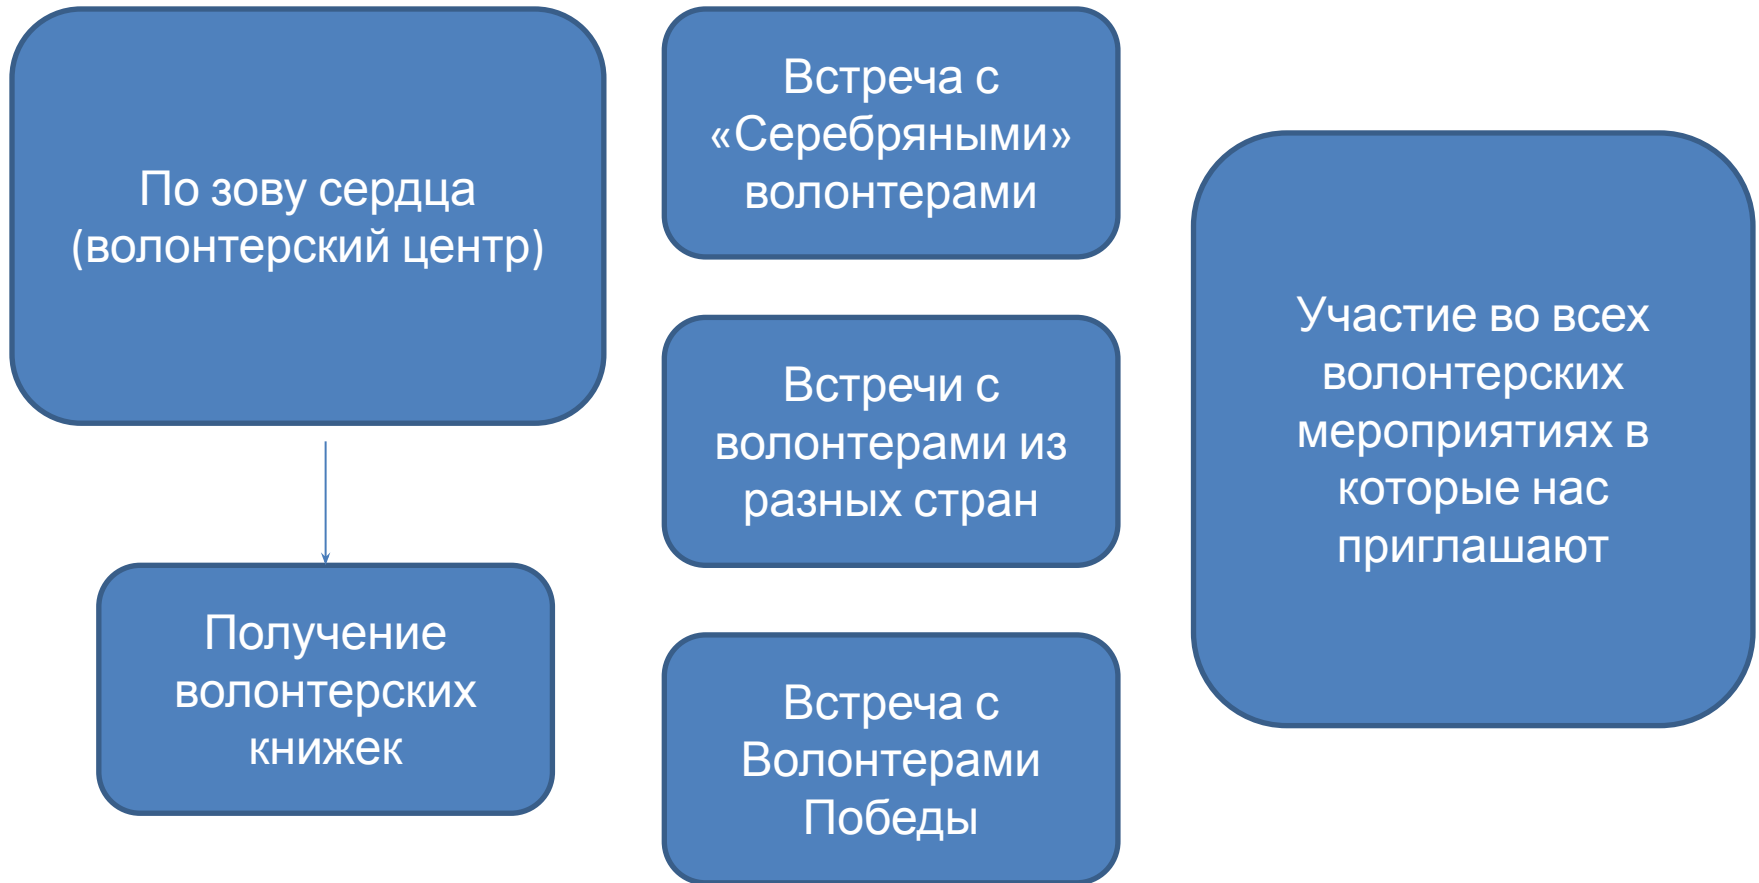 По зову сердца
(волонтерский центр)
Получение
волонтерских
книжек
Встреча с
«Серебряными»
волонтерами
Встречи с
волонтерами из
разных стран
Встреча с
Волонтерами
Победы
Участие во всех
волонтерских
мероприятиях в
которые нас
приглашают